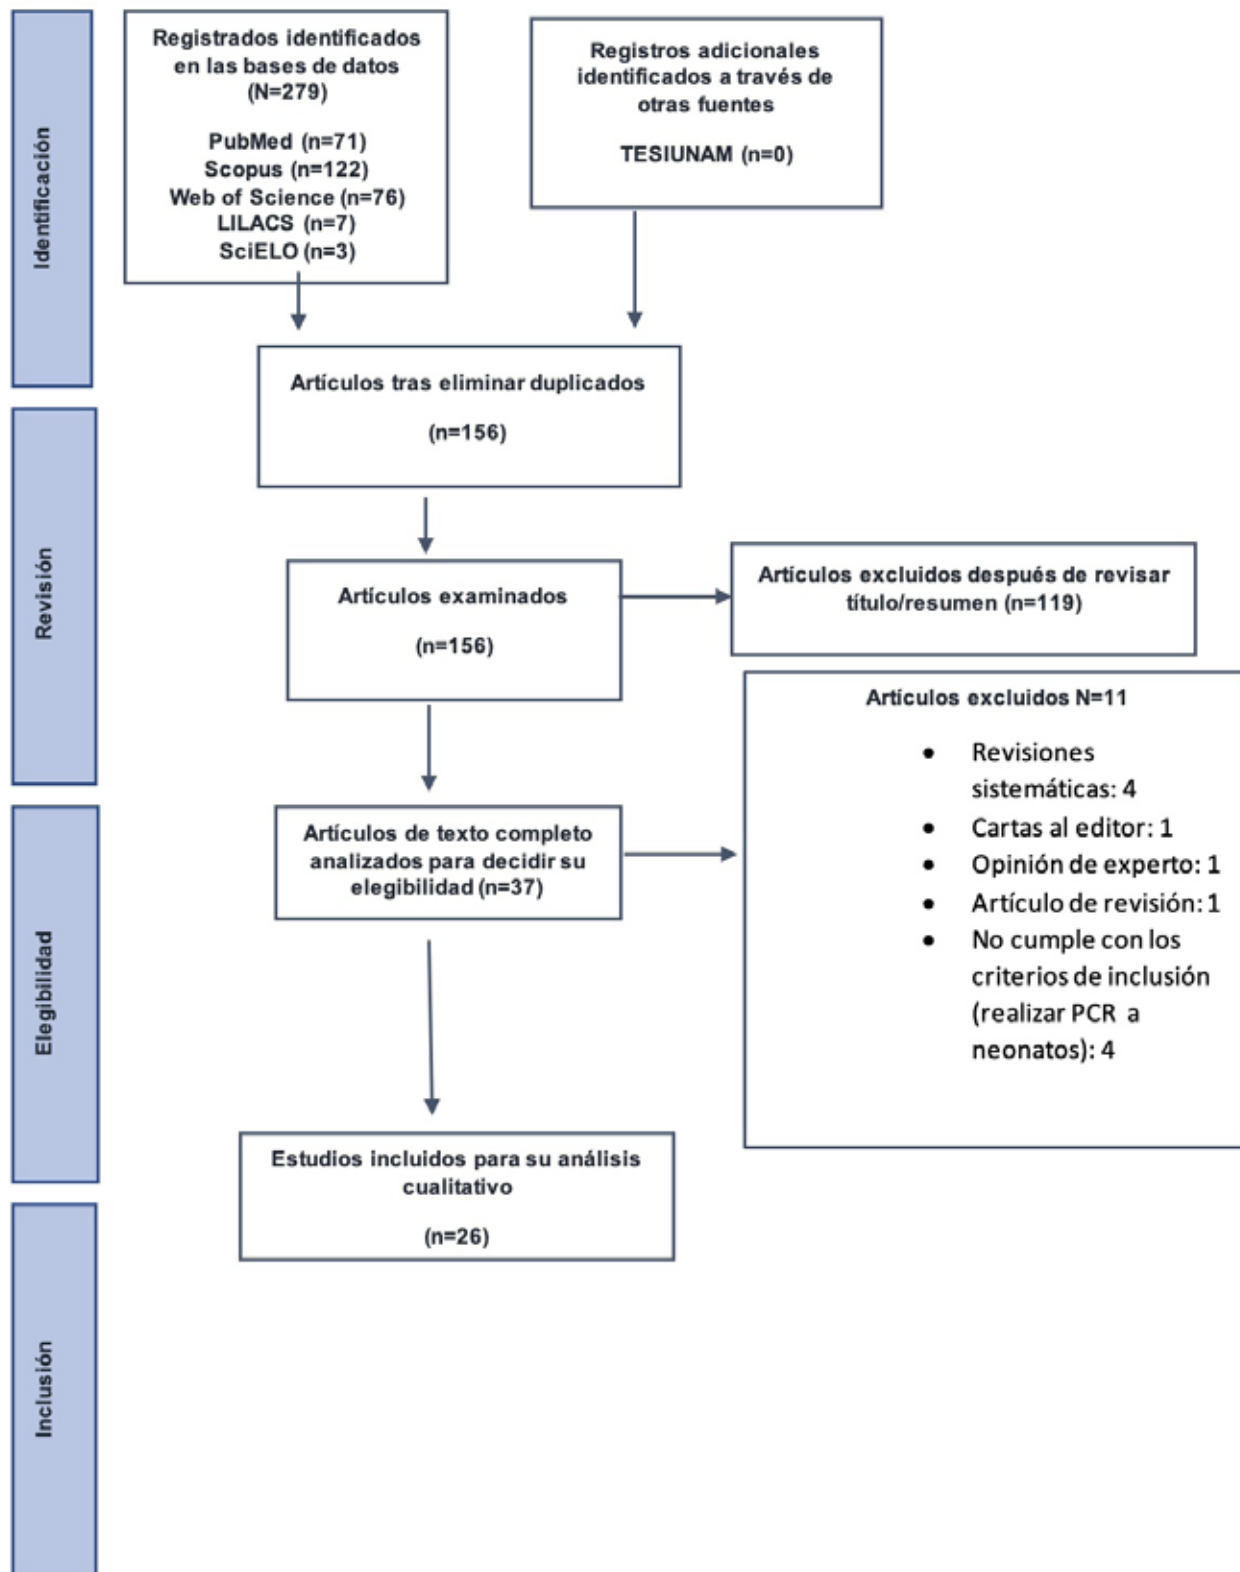 Identificación
Registrados identificados
en las bases de datos
(N=279)
PubMed (n=71)
Scopus (n=122)
Web of Science (n=76)
LILACS (n=7)
SciELO (n=3)
Registros adicionales
identificados a través de
otras fuentes
TESIUNAM (n=0)
Artículos tras eliminar duplicados
(n=156)
Revisión
Artículos examinados
(n=156)
Artículos excluidos después de revisar
título/resumen (n=119)
Elegibilidad
Artículos de texto completo
analizados para decidir su
elegibilidad (n=37)
Artículos excluidos N=11
• Revisiones
sistemáticas: 4
• Cartas al editor: 1
• Opinión de experto: 1
• Artículo de revisión: 1
• No cumple con los
criterios de inclusión
(realizar PCR a
neonatos): 4
Inclusión
Estudios incluidos para su análisis
cualitativo
(n=26)